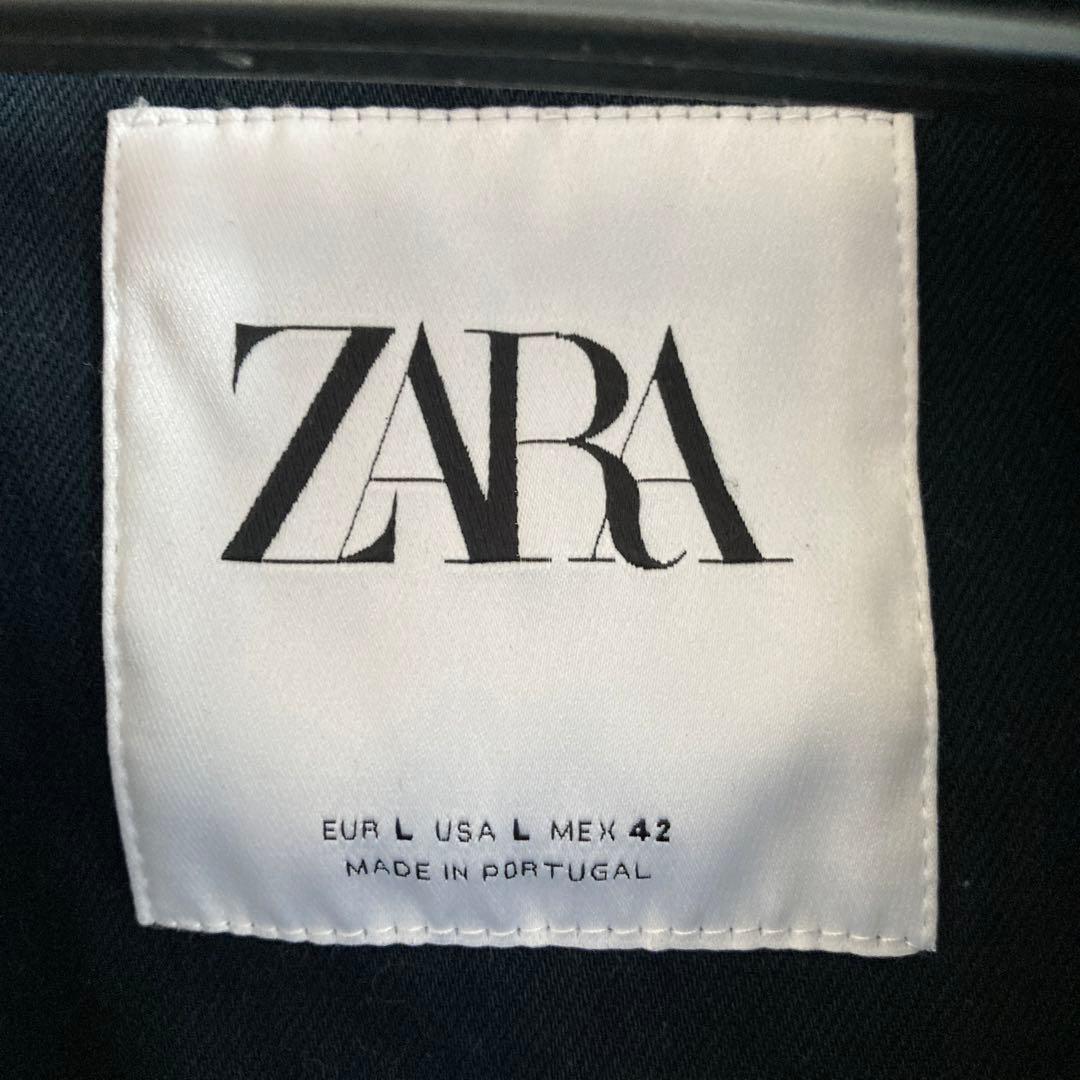 ZARA
EUR L USA L MEX 42
MADE IN PORTUGAL